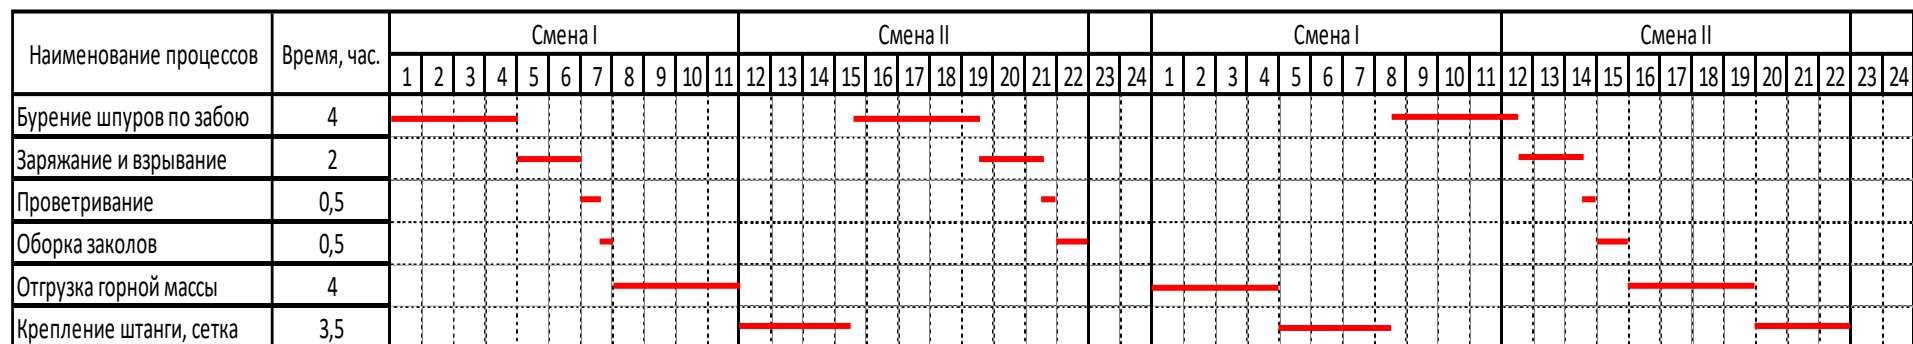 Наименование процессов Время, час. Смена I Смена II Смена I Смена II
1 2 3 4 5 6 7 8 9 10 11 12 13 14 15 16 17 18 19 20 21 22 23 24 1 2 3 4 5 6 7 8 9 10 11 12 13 14 15 16 17 18 19 20 21 22 23 24
Бурение шпуров по забою 4
Заряжание и взрывание 2
Проветривание 0,5
Оборка заколов 0,5
Отгрузка горной массы 4
Крепление штанги, сетка 3,5